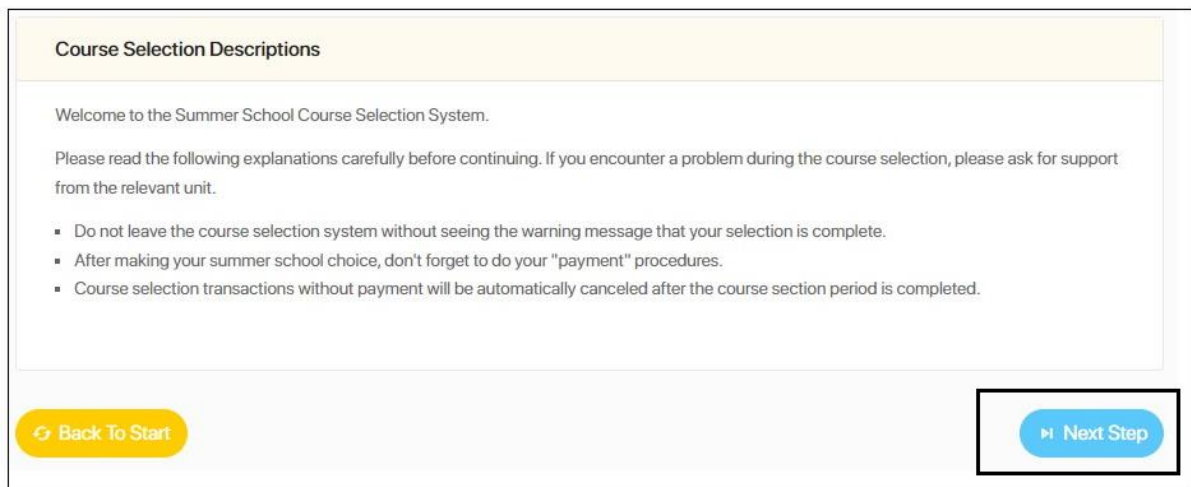 Course Selection Descriptions
Welcome to the Summer School Course Selection System.
Please read the following explanations carefully before continuing. If you encounter a problem during the course selection, please ask for support
from the relevant unit.
▪ Do not leave the course selection system without seeing the warning message that your selection is complete.
▪ After making your summer school choice, don't forget to do your "payment" procedures.
▪ Course selection transactions without payment will be automatically canceled after the course section period is completed.
Back To Start
Next Step